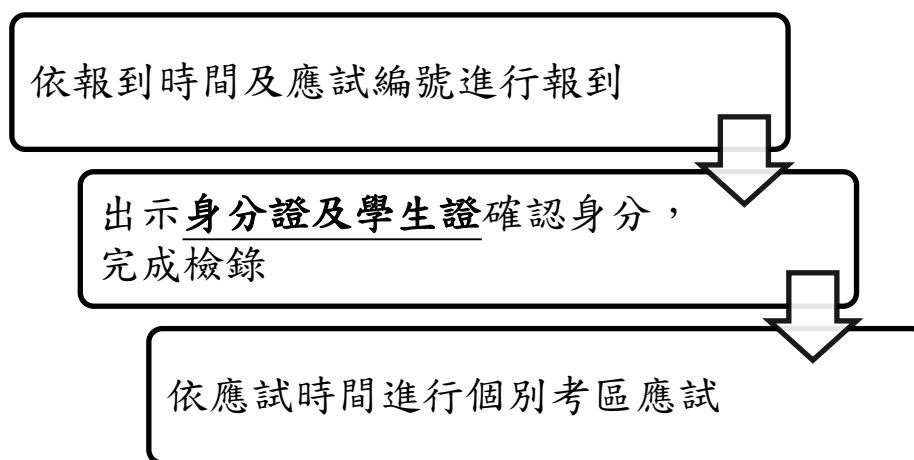 依報到時間及應試編號進行報到
出示身分證及學生證確認身分，
完成檢錄
依應試時間進行個別考區應試